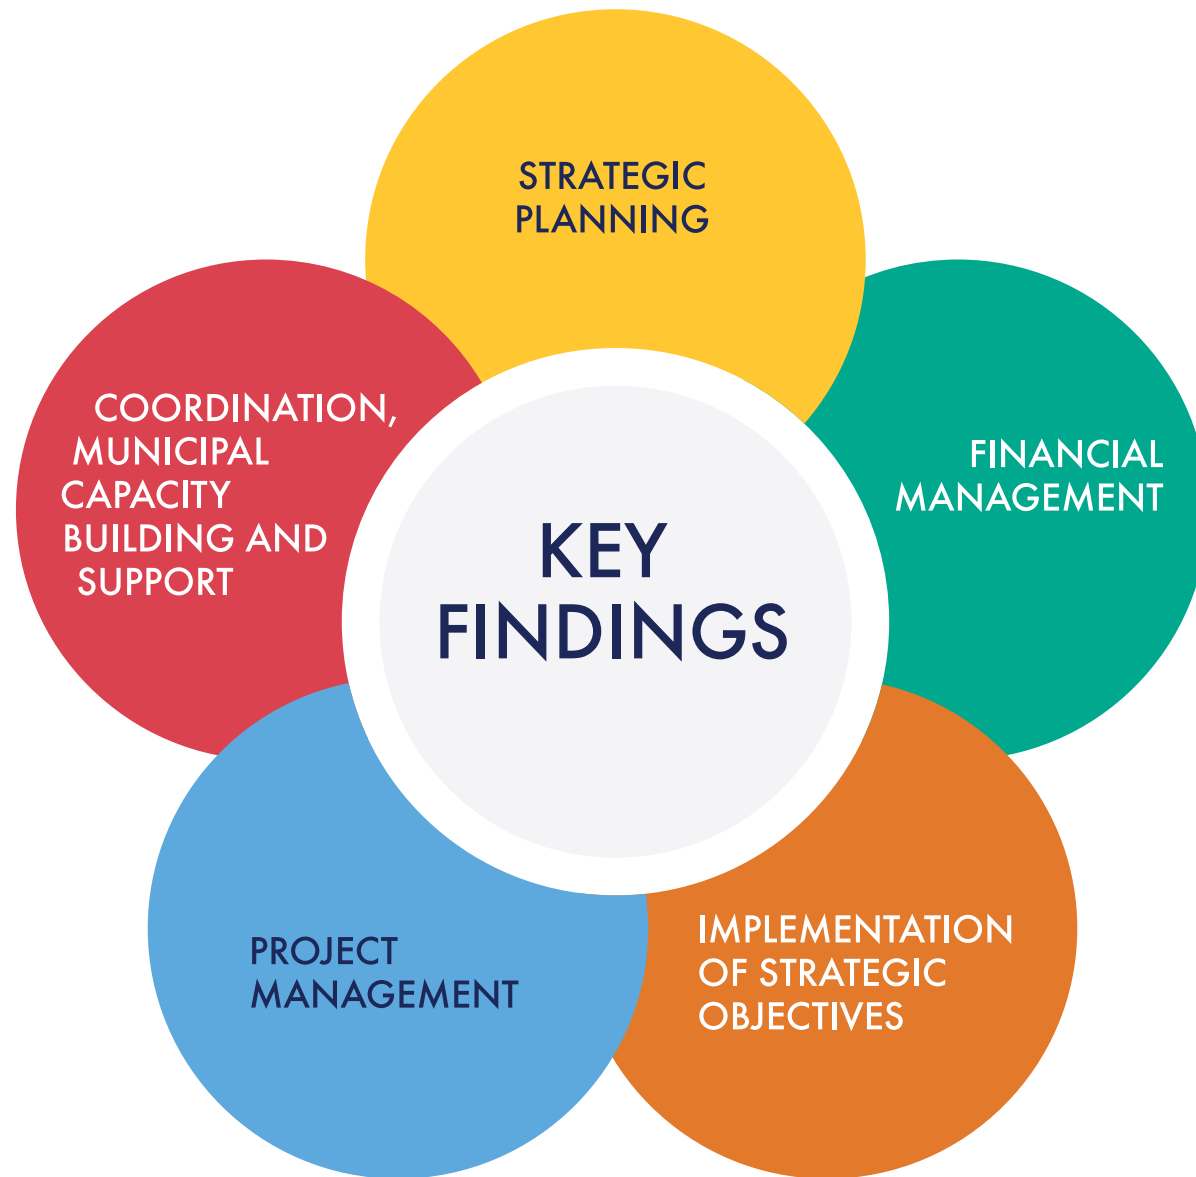 STRATEGIC
PLANNING
FINANCIAL
MANAGEMENT
IMPLEMENTATION
OF STRATEGIC
OBJECTIVES
PROJECT
MANAGEMENT
COORDINATION,
MUNICIPAL
CAPACITY
BUILDING AND
SUPPORT
KEY
FINDINGS